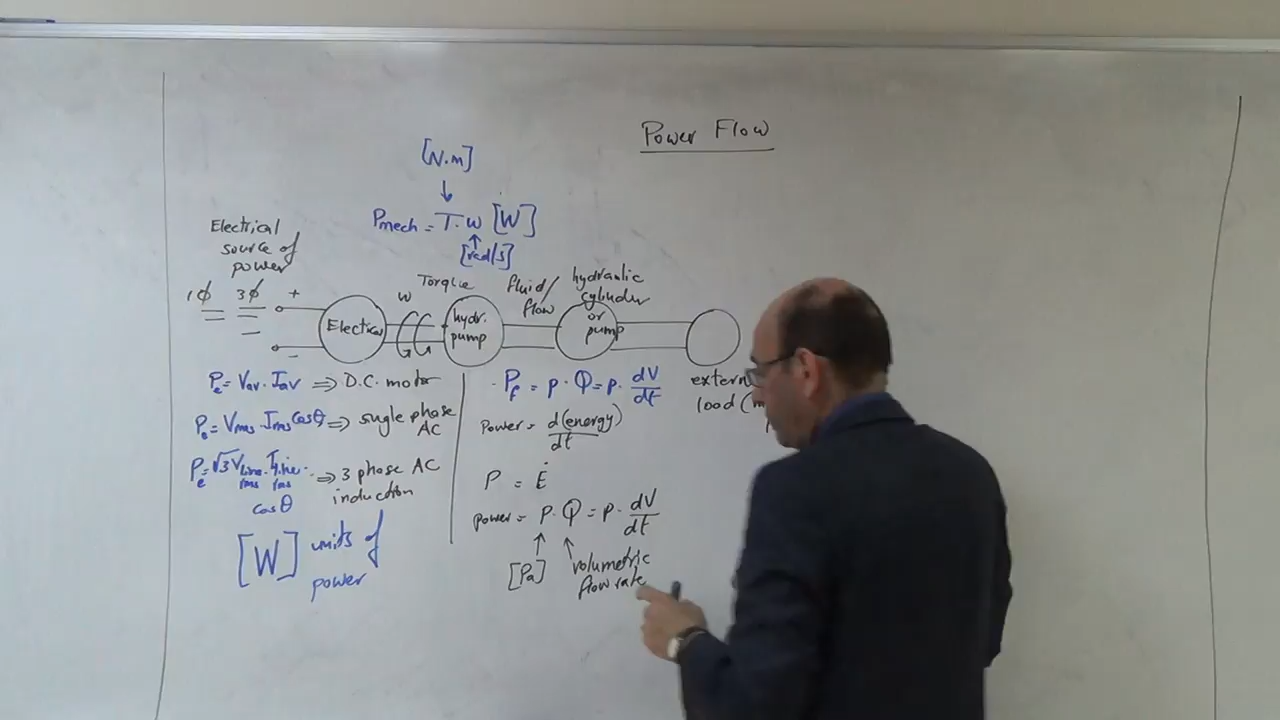 Power Flow
[N.m]
↓
Pmech = T.ω [W]
↑
[rad/s]
Electrical
source of
power
1ϕ 3ϕ +
−
Electrical
ω
Torque
hydr.
pump
fluid/
flow
hydraulic
cylinder
or
pump
extern
load (m
Pe = Vav . Iav ⇒ D.C. motor
Pe = Vrms . Irms cosθ ⇒ single phase
AC
Pe = √3 Vline . Iline . ⇒ 3 phase AC
rms rms induction
cosθ
[W] units of
power
Pf = p . Q = p . dV/dt
Power = d(energy)/dt
P = Ė
power = p . Q = p . dV/dt
↑ ↑
[Pa] volumetric
flow rate